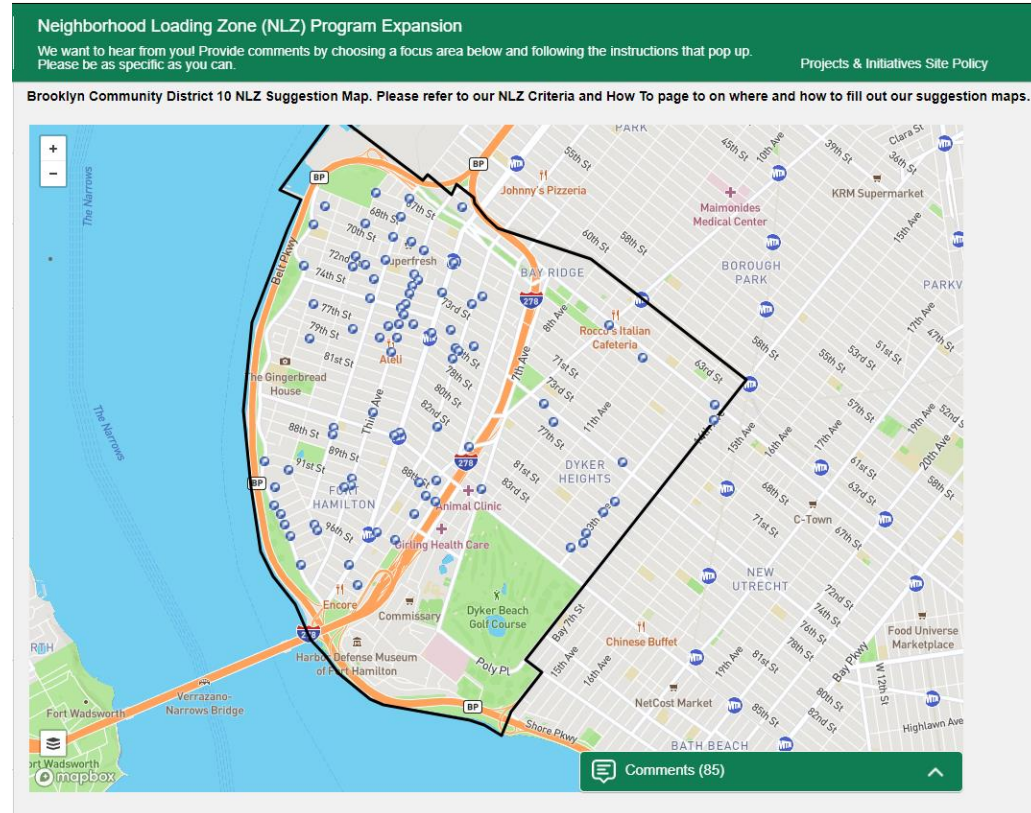 Neighborhood Loading Zone (NLZ) Program Expansion
We want to hear from you! Provide comments by choosing a focus area below and following the instructions that pop up.
Please be as specific as you can.
Projects & Initiatives Site Policy
Brooklyn Community District 10 NLZ Suggestion Map. Please refer to our NLZ Criteria and How To page to on where and how to fill out our suggestion maps.
+
−
PARK
45th St
10th Ave
39th St
Clara St
36th St
The Narrows
BP
BP
55th St
Johnny's Pizzeria
Maimonides
Medical Center
KRM Supermarket
15th Ave
67th St
68th St
70th St
60th St
58th St
72nd St
Superfresh
Belt Pkwy
74th St
BAY RIDGE
BOROUGH
PARK
PARKV
278
73rd St
77th St
79th St
8th Ave
Rocco's Italian
Cafeteria
17th Ave
47th St
81st St
Aleli
The Gingerbread
House
78th St
7th Ave
71st St
73rd St
63rd St
58th St
55th St
53rd St
51st St
80th St
82nd St
Third Ave
11th Ave
57th St
19th Ave
52nd S
The Narrows
88th St
89th St
77th St
15th Ave
16th Ave
17th Ave
20th Ave
91st St
88th St
278
81st St
83rd St
DYKER
HEIGHTS
61st St
63rd St
58th St
BP
FORT
HAMILTON
96th St
Animal Clinic
13th Ave
68th St
C-Town
71st St
67th St
Girling Health Care
NEW
UTRECHT
Encore
Commissary
Dyker Beach
Golf Course
72nd St
74th St
76th St
78th St
Food Universe
Marketplace
278
Harbor Defense Museum
of Fort Hamilton
Bay 7th St
Chinese Buffet
RTH
Poly Pl
15th Ave
16th Ave
19th Ave
81st St
Bay Pkwy
W 12th St
Verrazano-
Narrows Bridge
Fort Wadsworth
BP
Shore Pkwy
NetCost Market
85th St
80th St
82nd St
Highlawn Ave
BATH BEACH
ort Wadsworth
mapbox
Comments (85)